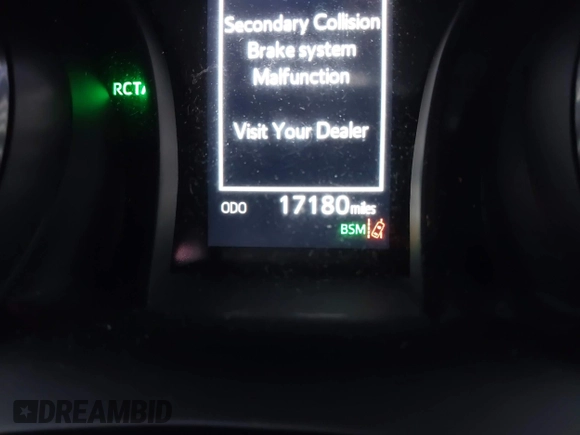 Secondary Collision
Brake system
Malfunction
Visit Your Dealer
RCTA
ODO 17180 miles
BSM
DREAMBID